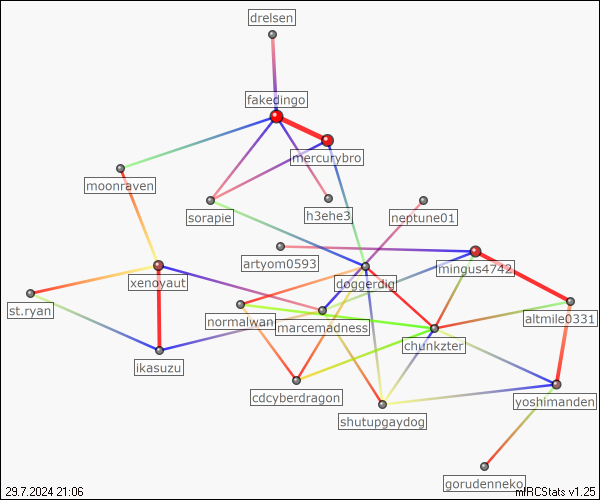 drelsen
fakedingo
mercurybro
moonraven
sorapie
h3ehe3
neptune01
artyom0593
mingus4742
xenoyaut
doggerdig
st.ryan
normalwan
marcemadness
altmile0331
chunkzter
ikasuzu
cdcyberdragon
yoshimanden
shutupgaydog
gorudenneko
29.7.2024 21:06
mIRCStats v1.25